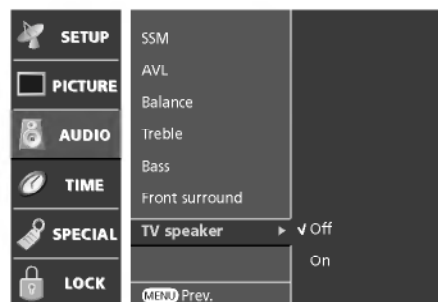 SETUP
PICTURE
AUDIO
TIME
SPECIAL
LOCK
SSM
AVL
Balance
Treble
Bass
Front surround
TV speaker
Off
On
MENU Prev.